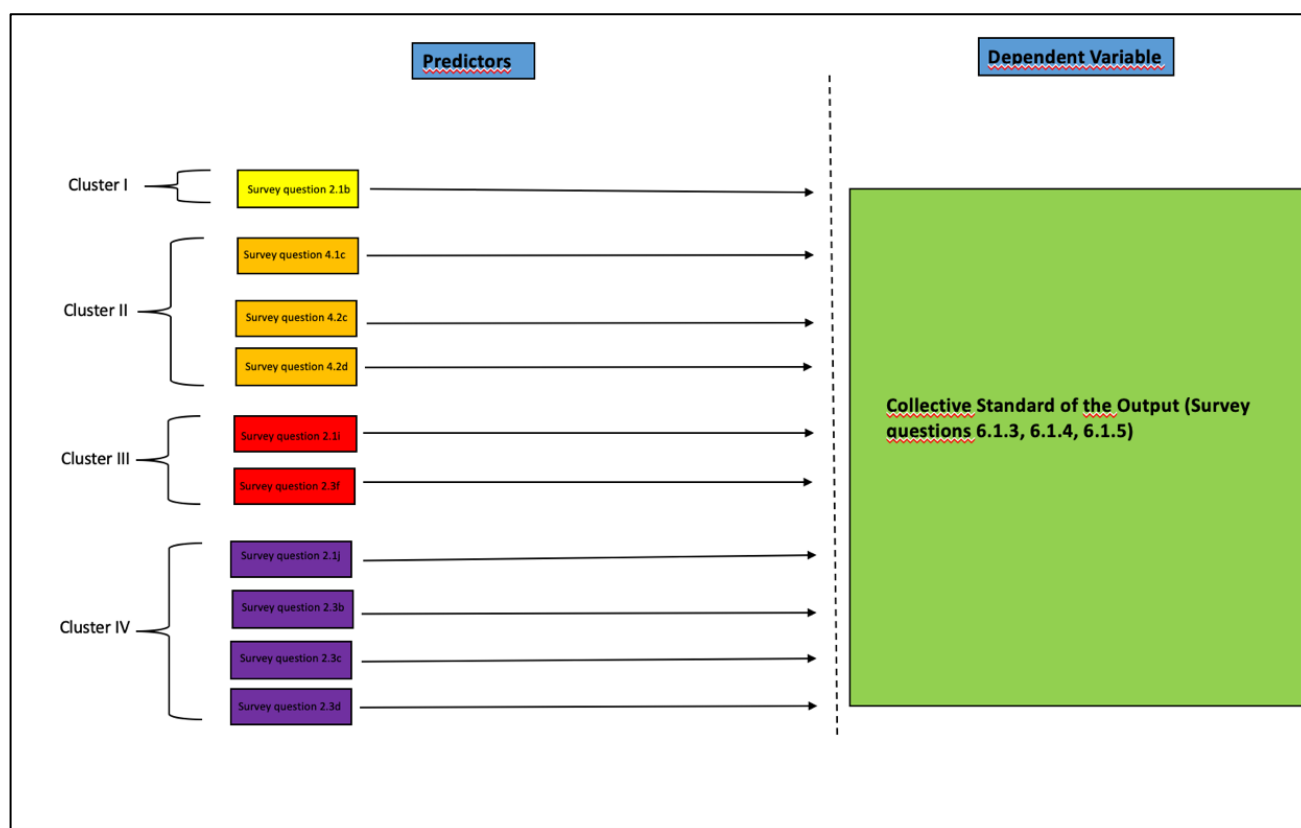 Predictors
Dependent Variable
Cluster I
Survey question 2.1b
Cluster II
Survey question 4.1c
Survey question 4.2c
Survey question 4.2d
Cluster III
Survey question 2.1i
Survey question 2.3f
Cluster IV
Survey question 2.1j
Survey question 2.3b
Survey question 2.3c
Survey question 2.3d
Collective Standard of the Output (Survey
questions 6.1.3, 6.1.4, 6.1.5)